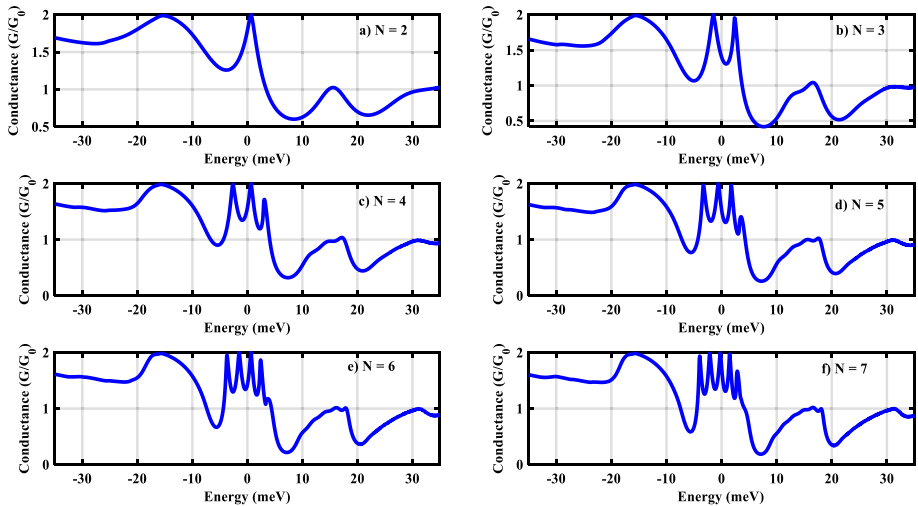 2
1.5
1
0.5
Conductance (G/G0)
a) N = 2
-30 -20 -10 0 10 20 30
Energy (meV)
2
1.5
1
0.5
Conductance (G/G0)
b) N = 3
-30 -20 -10 0 10 20 30
Energy (meV)
2
1
0
Conductance (G/G0)
c) N = 4
-30 -20 -10 0 10 20 30
Energy (meV)
2
1
0
Conductance (G/G0)
d) N = 5
-30 -20 -10 0 10 20 30
Energy (meV)
2
1
0
Conductance (G/G0)
e) N = 6
-30 -20 -10 0 10 20 30
Energy (meV)
2
1
0
Conductance (G/G0)
f) N = 7
-30 -20 -10 0 10 20 30
Energy (meV)